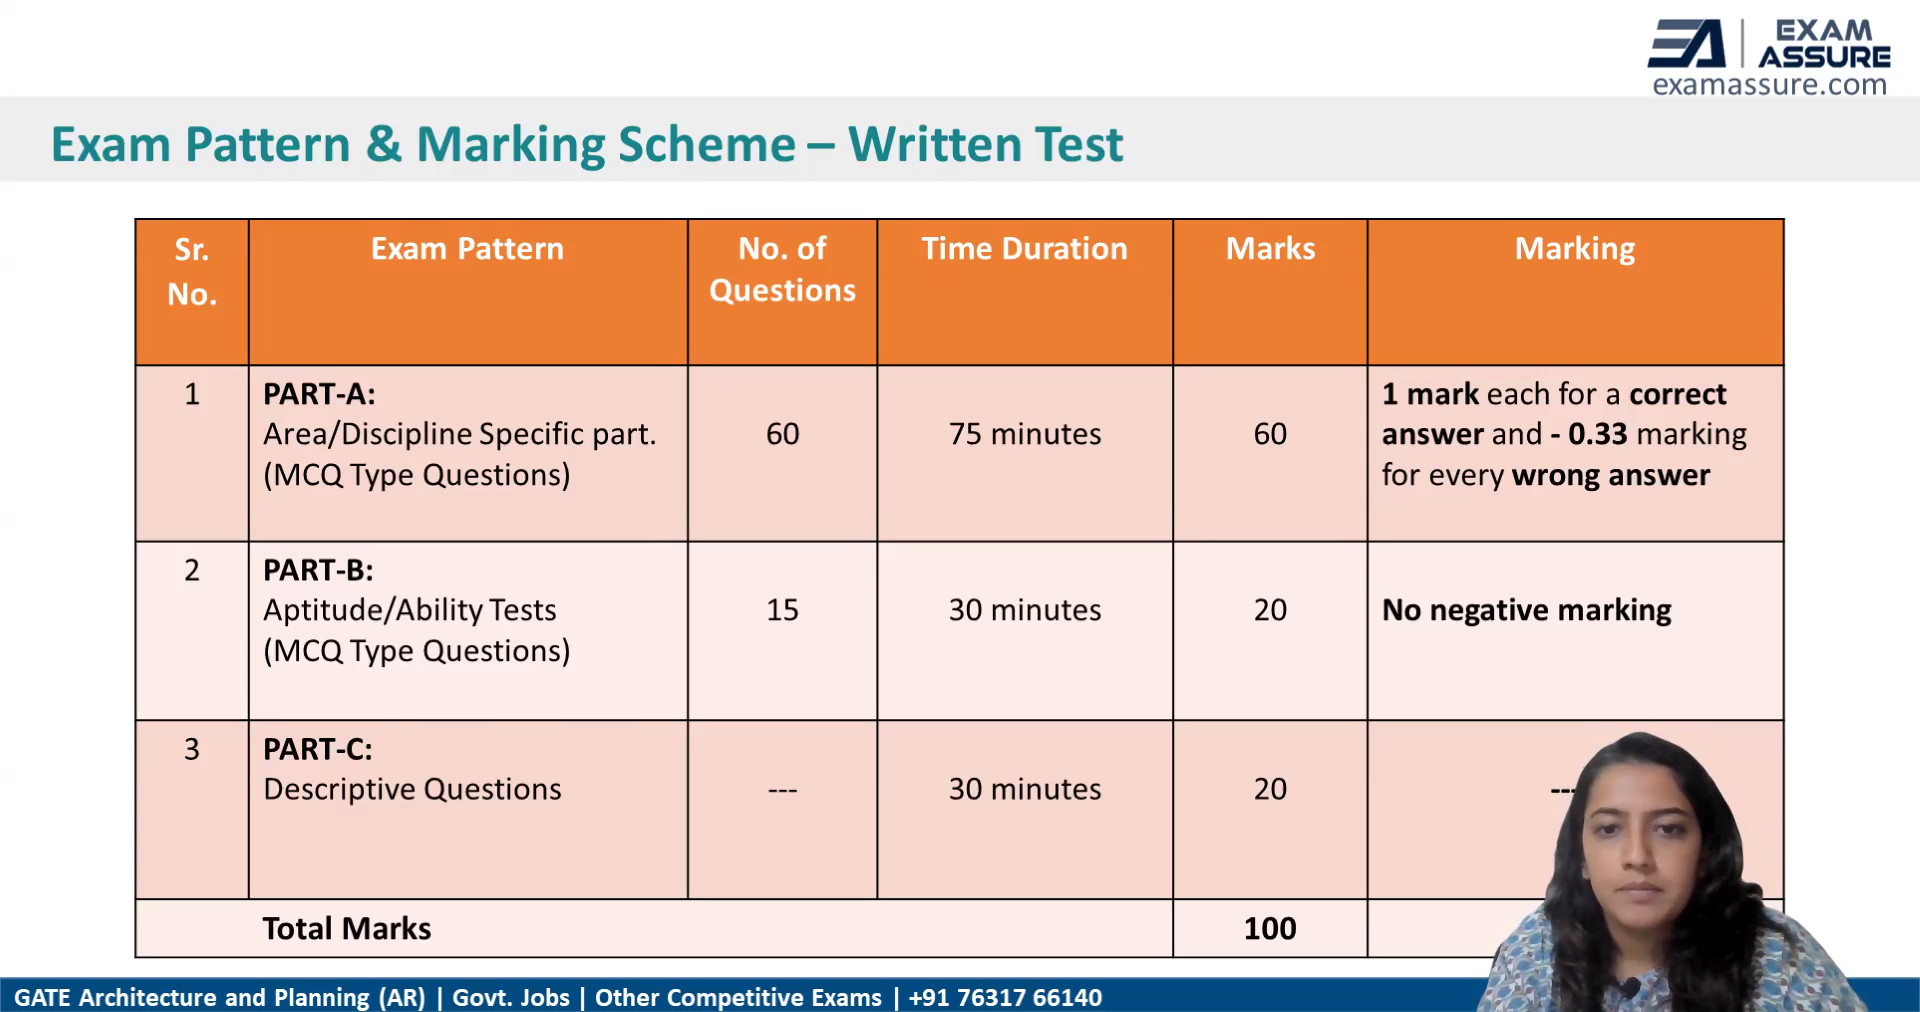 EXAM
ASSURE
examassure.com
Exam Pattern & Marking Scheme – Written Test
Sr.
No.
Exam Pattern
No. of
Questions
Time Duration
Marks
Marking
1
PART-A:
Area/Discipline Specific part.
(MCQ Type Questions)
60
75 minutes
60
1 mark each for a correct
answer and - 0.33 marking
for every wrong answer
2
PART-B:
Aptitude/Ability Tests
(MCQ Type Questions)
15
30 minutes
20
No negative marking
3
PART-C:
Descriptive Questions
---
30 minutes
20
---
Total Marks
100
GATE Architecture and Planning (AR) | Govt. Jobs | Other Competitive Exams | +91 76317 66140